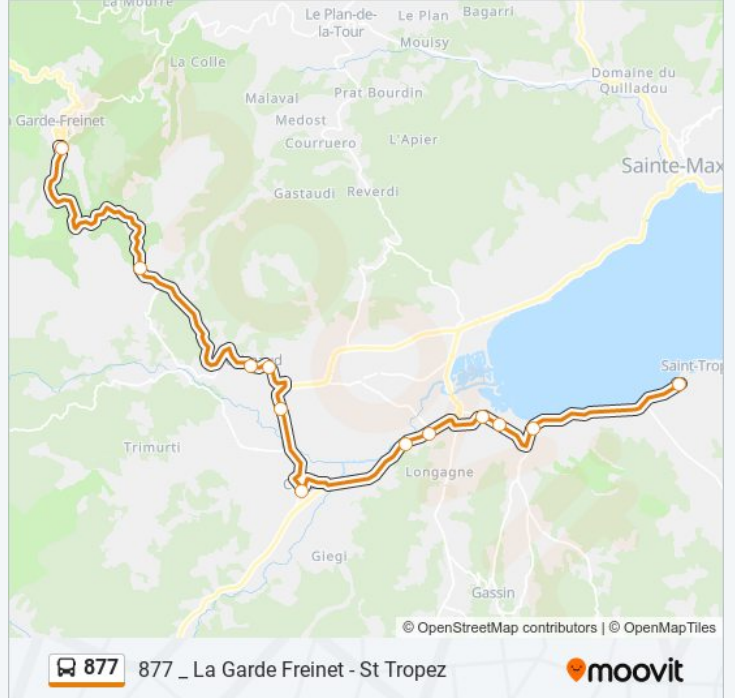 La Mourre
Le Plan-de-
la-Tour
Le Plan
Bagarri
Moulsy
La Colle
Domaine du
Quilladou
Malaval
Prat Bourdin
Garde-Freinet
Medost
Courruero
L'Apier
Sainte-Max
Gastaudi
Reverdi
Saint-Trop
Trimurti
Longagne
Giegi
Gassin
© OpenStreetMap contributors | © OpenMapTiles
877
877 _ La Garde Freinet - St Tropez
moovit